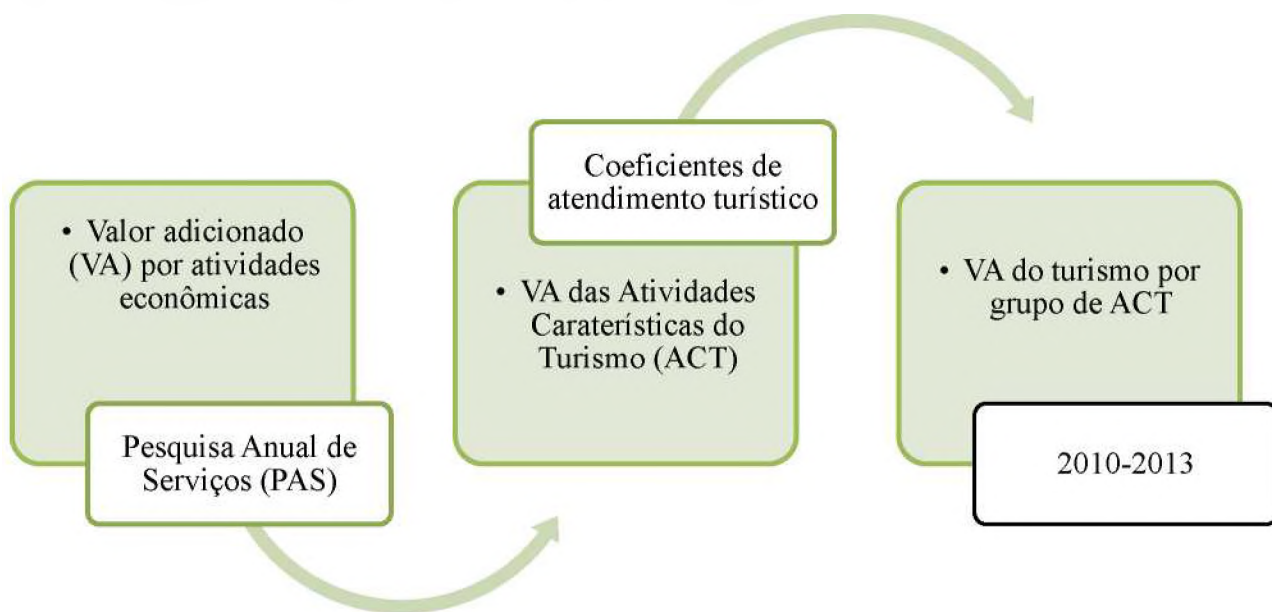 • Valor adicionado
(VA) por atividades
econômicas
Pesquisa Anual de
Serviços (PAS)
Coeficientes de
atendimento turístico
• VA das Atividades
Caraterísticas do
Turismo (ACT)
• VA do turismo por
grupo de ACT
2010-2013